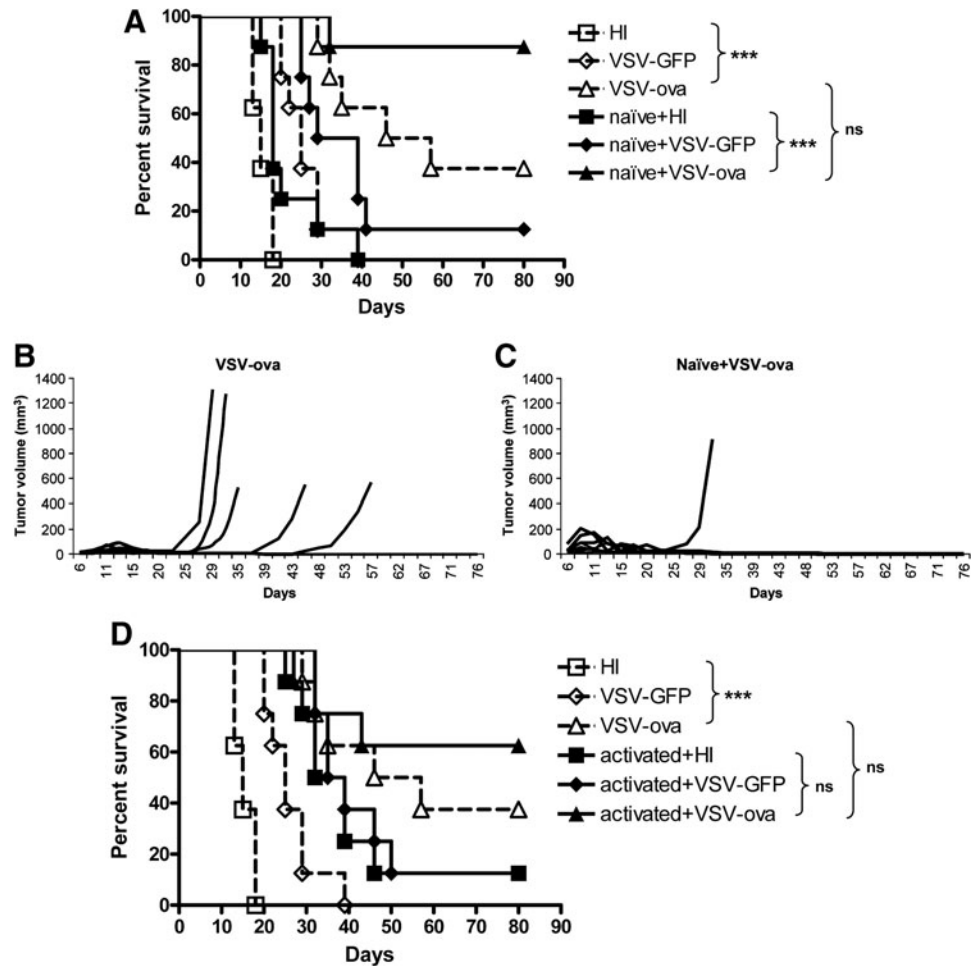 A
Percent survival
100
80
60
40
20
0
0 10 20 30 40 50 60 70 80 90
Days
HI
VSV-GFP
VSV-ova
naïve+HI
naïve+VSV-GFP
naïve+VSV-ova
***
***
ns
B
VSV-ova
Tumor volume (mm³)
1400
1200
1000
800
600
400
200
0
6 11 15 20 25 29 35 39 43 48 53 57 62 67 71 76
Days
C
Naïve+VSV-ova
Tumor volume (mm³)
1400
1200
1000
800
600
400
200
0
6 11 15 20 25 29 35 39 43 48 53 57 62 67 71 76
Days
D
Percent survival
100
80
60
40
20
0
0 10 20 30 40 50 60 70 80 90
Days
HI
VSV-GFP
VSV-ova
activated+HI
activated+VSV-GFP
activated+VSV-ova
***
ns
ns